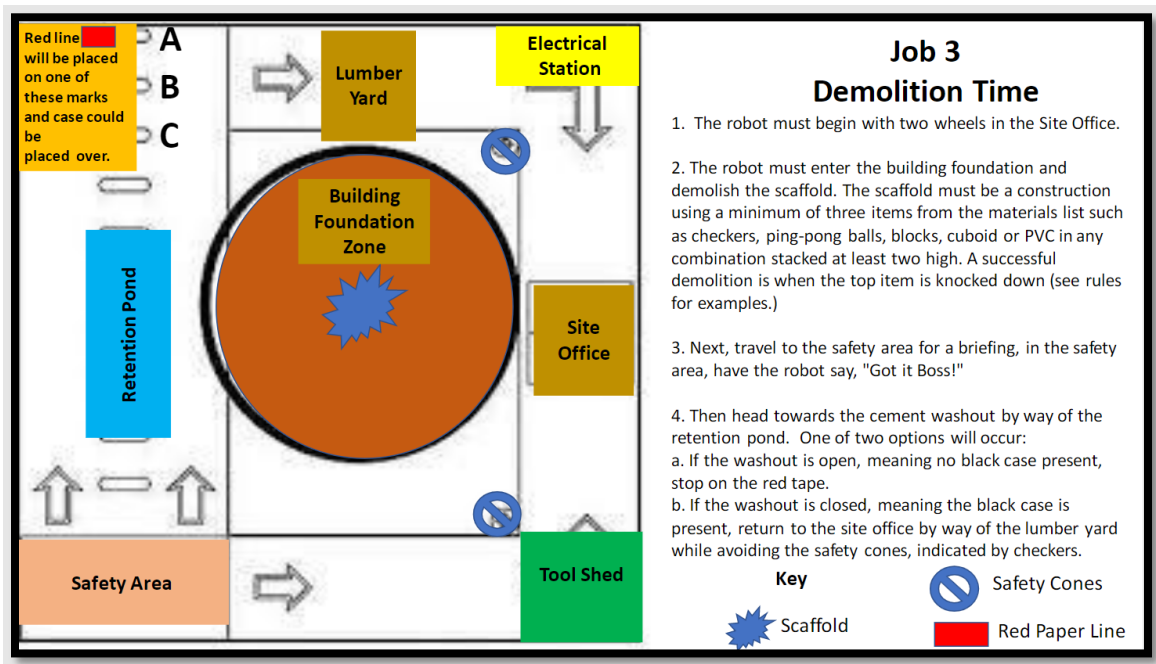 Red line
will be placed
on one of
these marks
and case could
be
placed over.
A
B
C
Lumber
Yard
Electrical
Station
Building
Foundation
Zone
Retention Pond
Site
Office
Safety Area
Tool Shed
Job 3
Demolition Time
1. The robot must begin with two wheels in the Site Office.
2. The robot must enter the building foundation and
demolish the scaffold. The scaffold must be a construction
using a minimum of three items from the materials list such
as checkers, ping-pong balls, blocks, cuboid or PVC in any
combination stacked at least two high. A successful
demolition is when the top item is knocked down (see rules
for examples.)
3. Next, travel to the safety area for a briefing, in the safety
area, have the robot say, "Got it Boss!"
4. Then head towards the cement washout by way of the
retention pond. One of two options will occur:
a. If the washout is open, meaning no black case present,
stop on the red tape.
b. If the washout is closed, meaning the black case is
present, return to the site office by way of the lumber yard
while avoiding the safety cones, indicated by checkers.
Key
Safety Cones
Scaffold
Red Paper Line